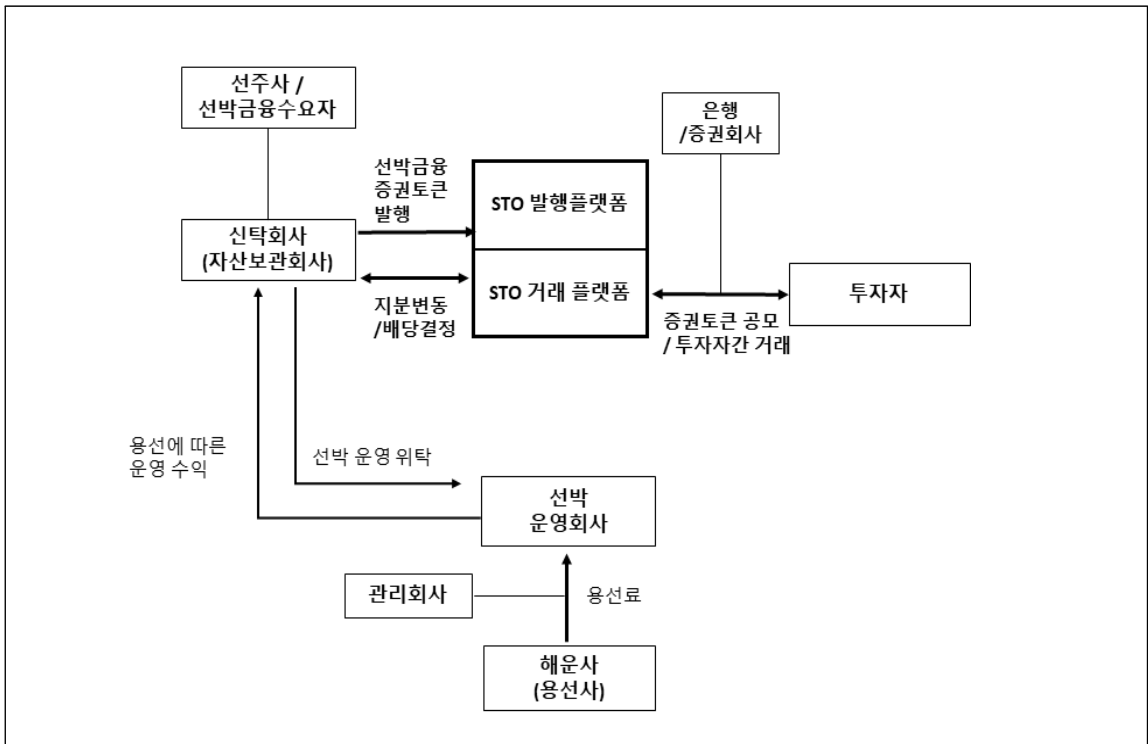 선주사 /
선박금융수요자
은행
/증권회사
선박금융
증권토큰
발행
STO 발행플랫폼
신탁회사
(자산보관회사)
STO 거래 플랫폼
투자자
지분변동
/배당결정
증권토큰 공모
/ 투자자간 거래
용선에 따른
운영 수익
선박 운영 위탁
선박
운영회사
관리회사
용선료
해운사
(용선사)